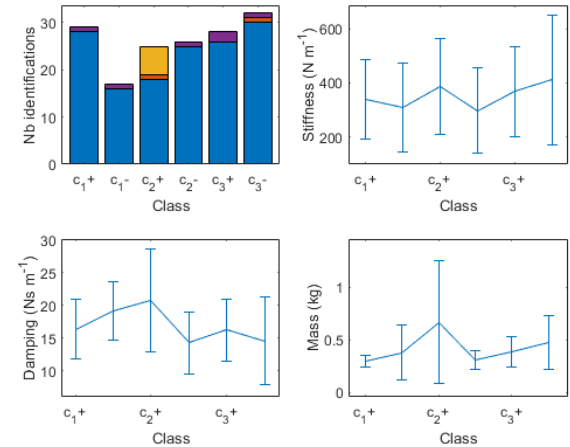 Nb identifications
30
20
10
0
c₁+ c₁- c₂+ c₂- c₃+ c₃-
Class
Stiffness (N m⁻¹)
600
400
200
c₁+ c₂+ c₃+
Class
Damping (Ns m⁻¹)
30
25
20
15
10
c₁+ c₂+ c₃+
Class
Mass (kg)
1
0.5
0
c₁+ c₂+ c₃+
Class